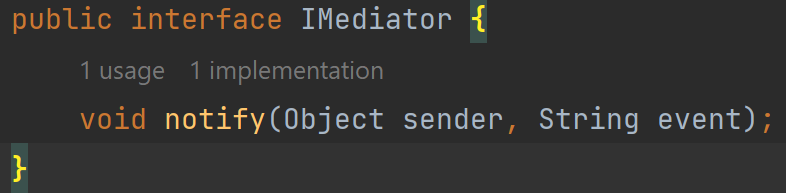 public interface IMediator {
1 usage   1 implementation
void notify(Object sender, String event);
}